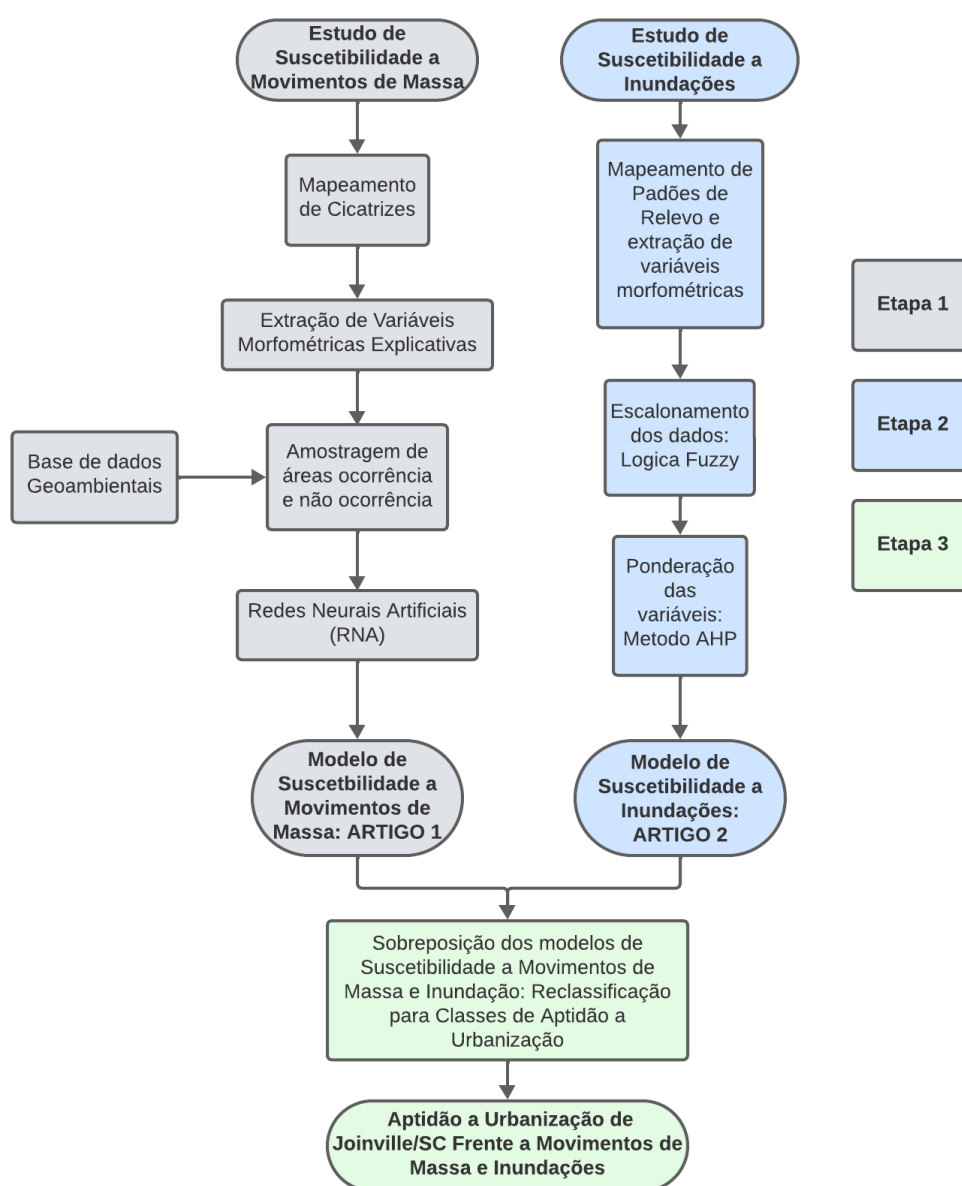 Estudo de
Suscetibilidade a
Movimentos de Massa
Mapeamento
de Cicatrizes
Extração de Variáveis
Morfométricas Explicativas
Base de dados
Geoambientais
Amostragem de
áreas ocorrência
e não ocorrência
Redes Neurais Artificiais
(RNA)
Modelo de
Suscetbilidade a
Movimentos de
Massa: ARTIGO 1
Estudo de
Suscetibilidade a
Inundações
Mapeamento de
Padões de
Relevo e
extração de
variáveis
morfométricas
Escalonamento
dos dados:
Logica Fuzzy
Ponderação
das
variáveis:
Metodo AHP
Modelo de
Suscetibilidade a
Inundações:
ARTIGO 2
Sobreposição dos modelos de
Suscetibilidade a Movimentos de
Massa e Inundação: Reclassificação
para Classes de Aptidão a
Urbanização
Aptidão a Urbanização de
Joinville/SC Frente a Movimentos de
Massa e Inundações
Etapa 1
Etapa 2
Etapa 3